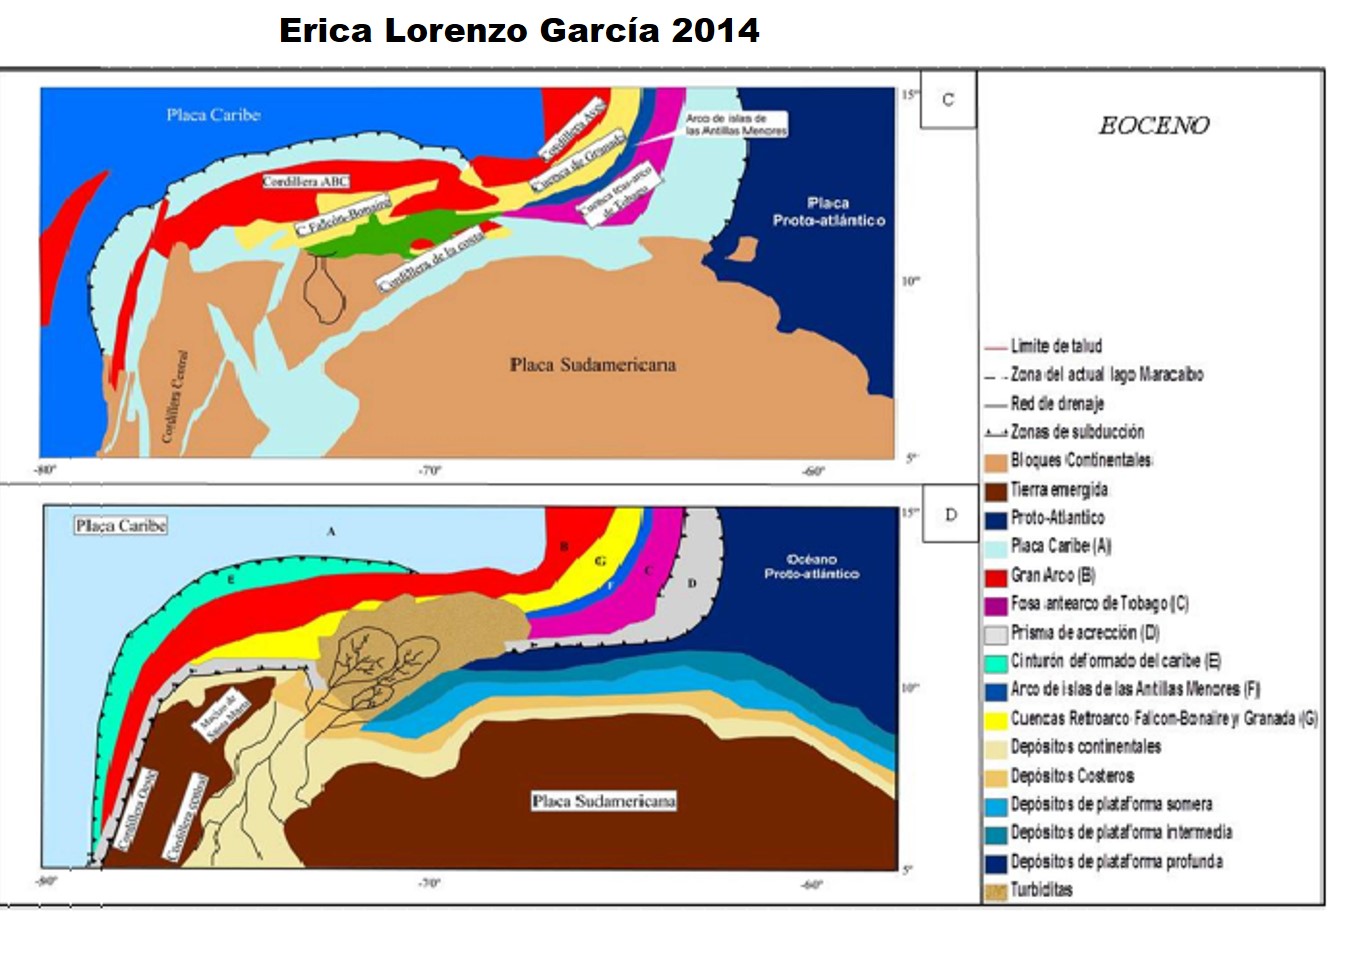 Erica Lorenzo García 2014
Placa Caribe
Cordillera Aves
Arco de islas de
las Antillas Menores
15°
C
EOCENO
Cuenca de Granada
Cordillera ABC
Cuenca tras-arco
de Tobago
C Falcón-Bonaire
Placa
Proto-atlántico
Cordillera de la costa
10°
Placa Sudamericana
Cordillera Central
5°
-80°
-70°
-60°
Placa Caribe
A
15°
D
B
G
Océano
Proto-atlántico
E
F
C
D
10°
Macizo de
Santa Marta
Cordillera Oeste
Cordillera central
Placa Sudamericana
5°
-80°
-70°
-60°
Limite de talud
Zona del actual lago Maracaibo
Red de drenaje
Zonas de subducción
Bloques Continentales
Tierra emergida
Proto-Atlantico
Placa Caribe (A)
Gran Arco (B)
Fosa antearco de Tobago (C)
Prisma de acreción (D)
Cinturón deformado del caribe (E)
Arco de islas de las Antillas Menores (F)
Cuencas Retroarco Falcon-Bonaire y Granada (G)
Depósitos continentales
Depósitos Costeros
Depósitos de plataforma somera
Depósitos de plataforma intermedia
Depósitos de plataforma profunda
Turbiditas